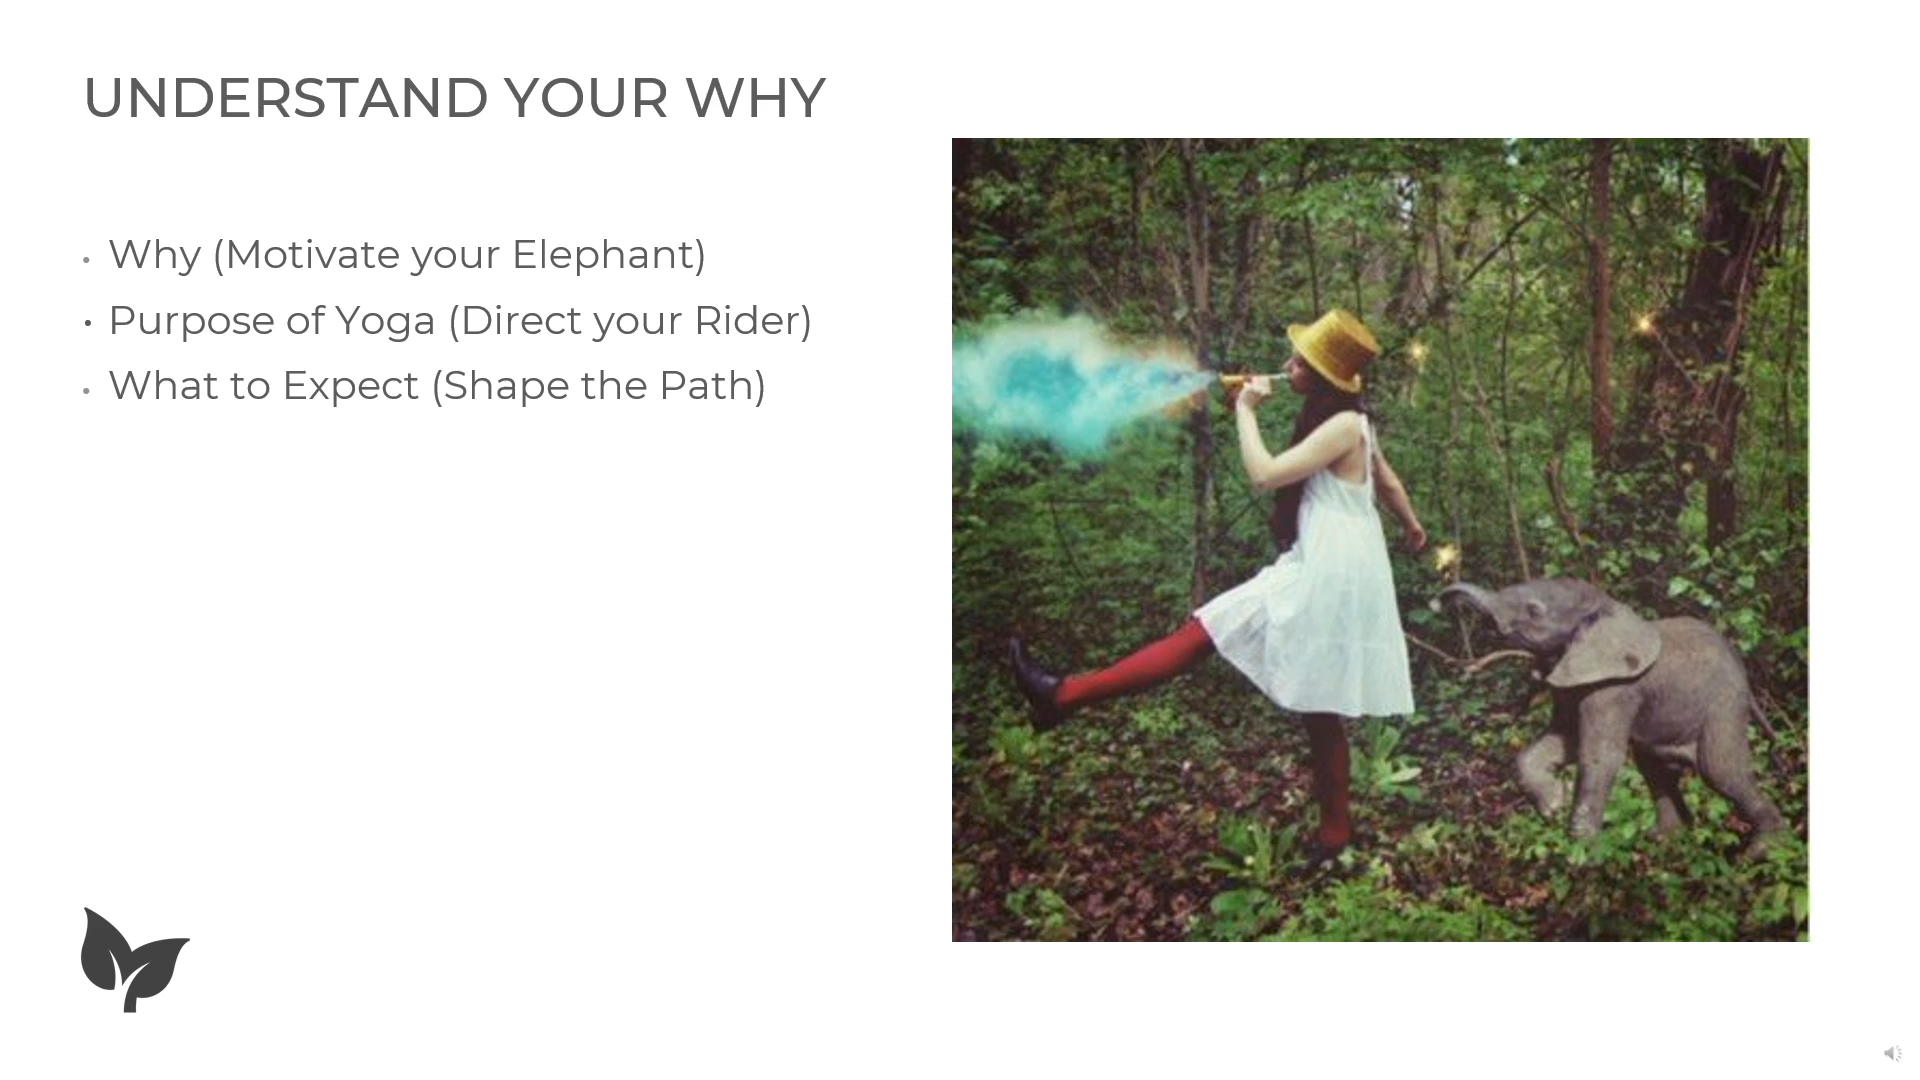 UNDERSTAND YOUR WHY
• Why (Motivate your Elephant)
• Purpose of Yoga (Direct your Rider)
• What to Expect (Shape the Path)